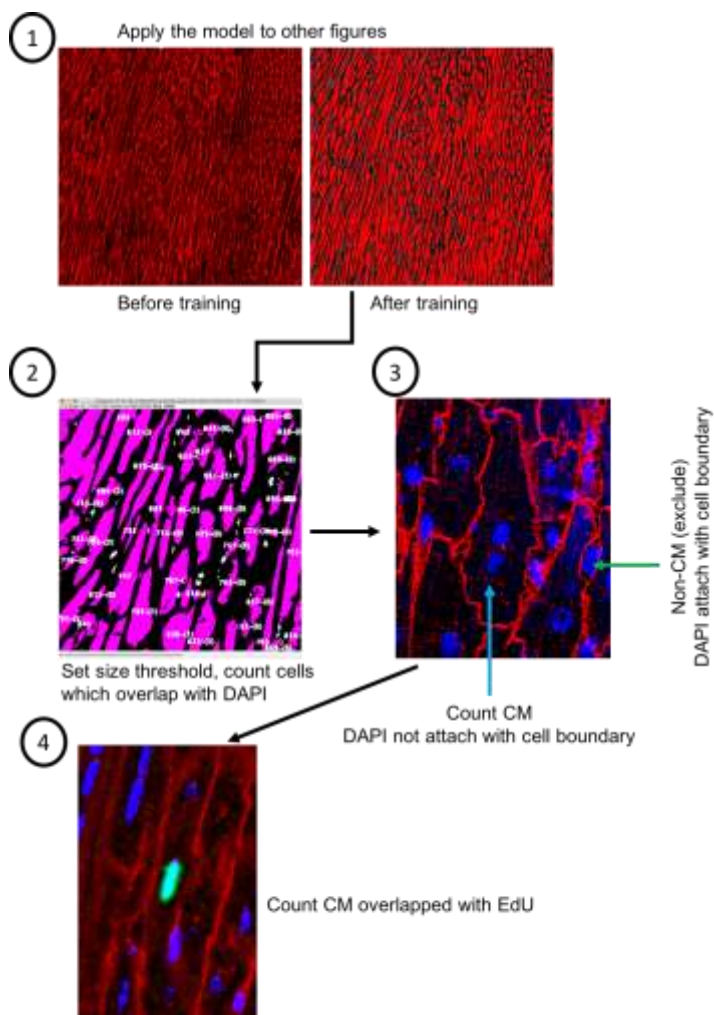 1
Apply the model to other figures
Before training
After training
2
3
Set size threshold, count cells
which overlap with DAPI
Non-CM (exclude)
DAPI attach with cell boundary
Count CM
DAPI not attach with cell boundary
4
Count CM overlapped with EdU